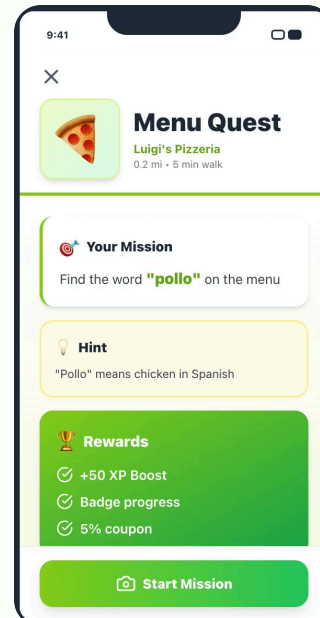 9:41
Menu Quest
Luigi's Pizzeria
0.2 mi • 5 min walk
Your Mission
Find the word "pollo" on the menu
Hint
"Pollo" means chicken in Spanish
Rewards
+50 XP Boost
Badge progress
5% coupon
Start Mission